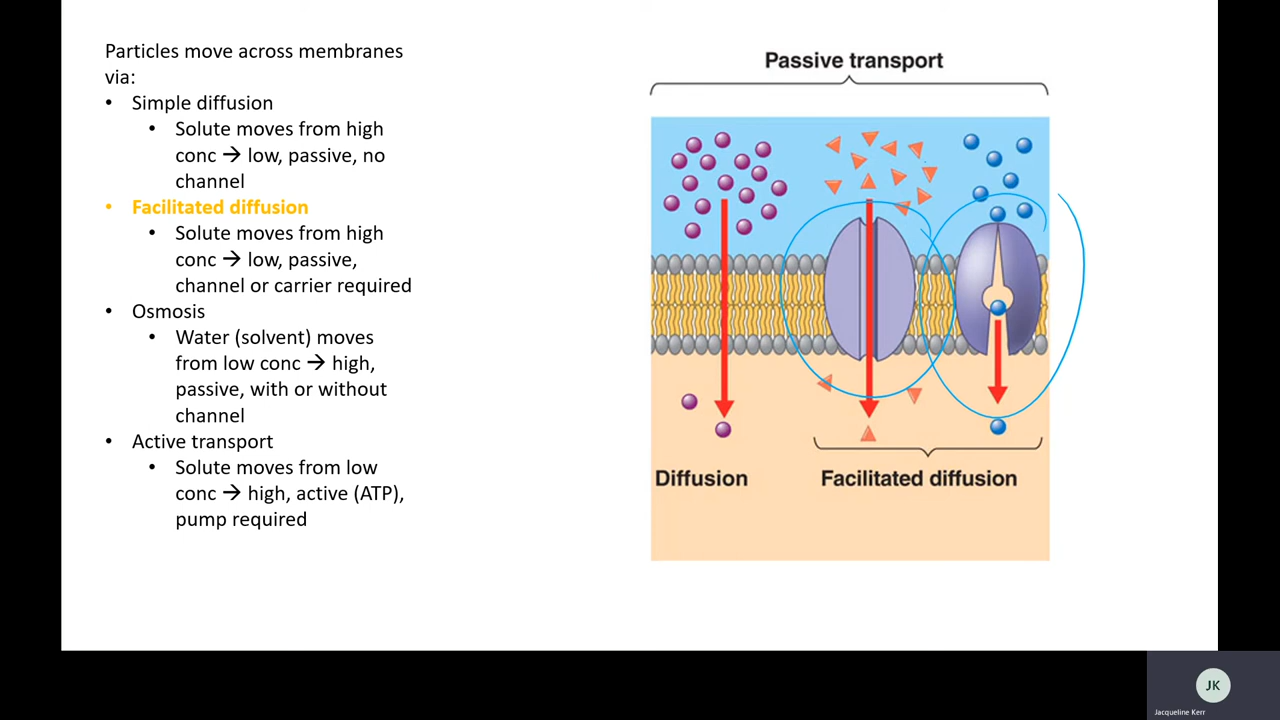 Particles move across membranes
via:
• Simple diffusion
• Solute moves from high
conc → low, passive, no
channel
• Facilitated diffusion
• Solute moves from high
conc → low, passive,
channel or carrier required
• Osmosis
• Water (solvent) moves
from low conc → high,
passive, with or without
channel
• Active transport
• Solute moves from low
conc → high, active (ATP),
pump required
Passive transport
Diffusion
Facilitated diffusion
JK
Jacqueline Kerr